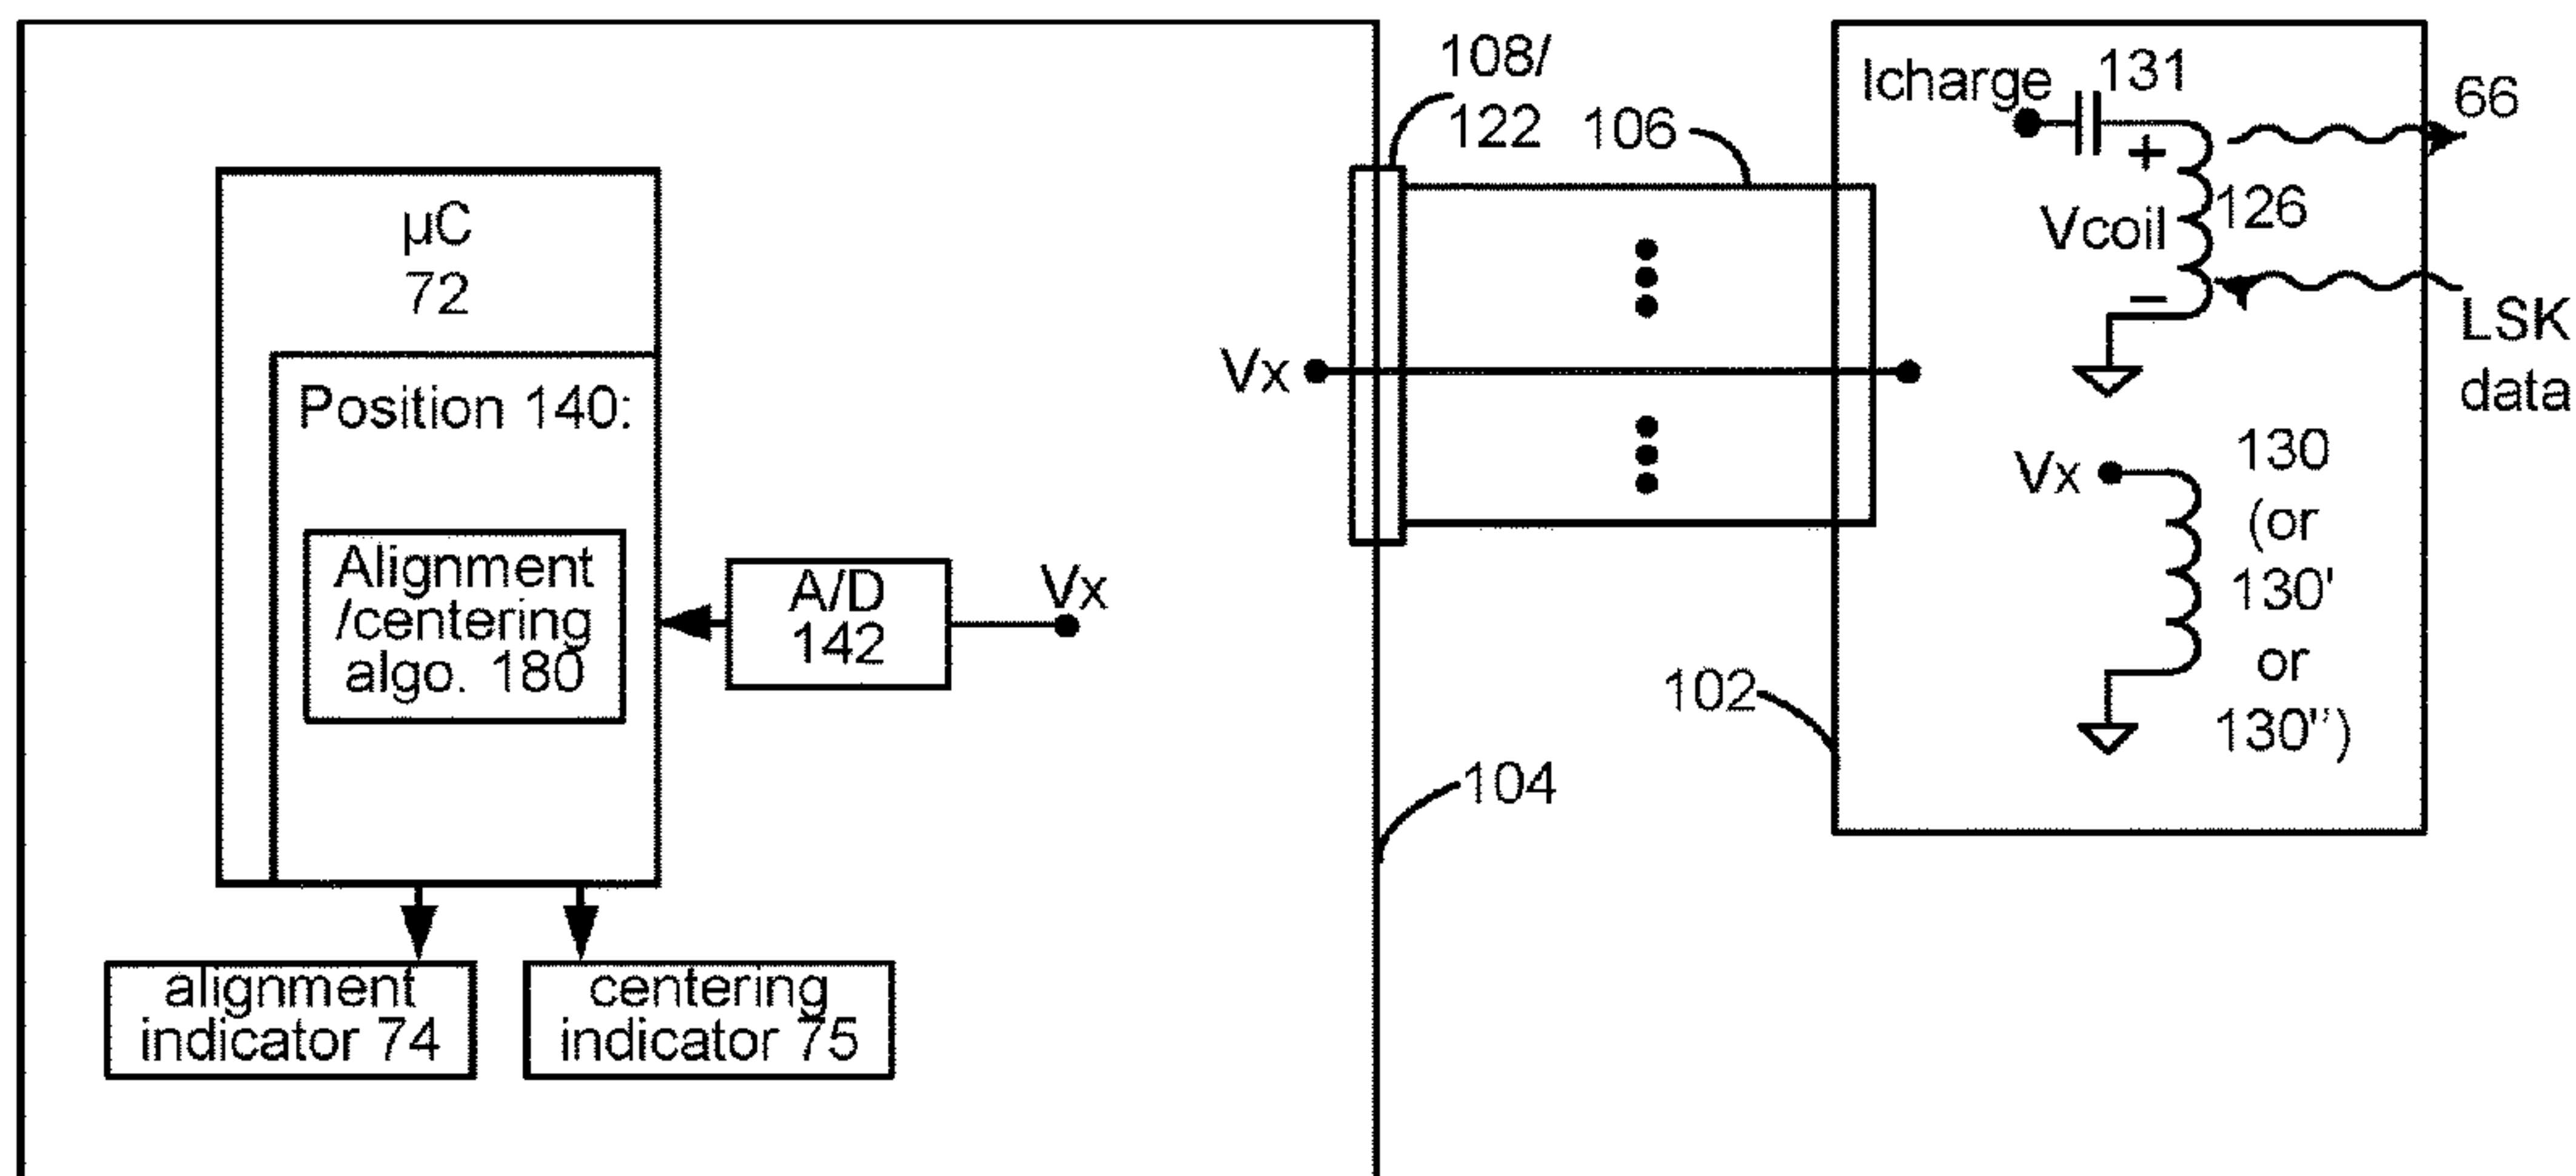 µC
72
Position 140:
Alignment
/centering
algo. 180
A/D
142
Vx
alignment
indicator 74
centering
indicator 75
108/
122
106
Vx
104
102
Icharge
131
66
+
Vcoil
126
−
LSK
data
Vx
130
(or
130'
or
130")